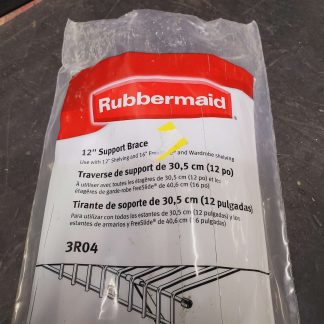 Rubbermaid
12" Support Brace
Use with 12" Shelving and 16" and Wardrobe shelving
Traverse de support de 30,5 cm (12 po)
À utiliser avec toutes les étagères de 30,5 cm (12 po) et les
étagères de garde-robe FreeSlide® de 40,6 cm (16 po)
Tirante de soporte de 30,5 cm (12 pulgadas)
Para utilizar con todos los estantes de 30,5 cm (12 pulgadas) y los
estantes de armarios y FreeSlide® de 40,6 cm (16 pulgadas)
3R04